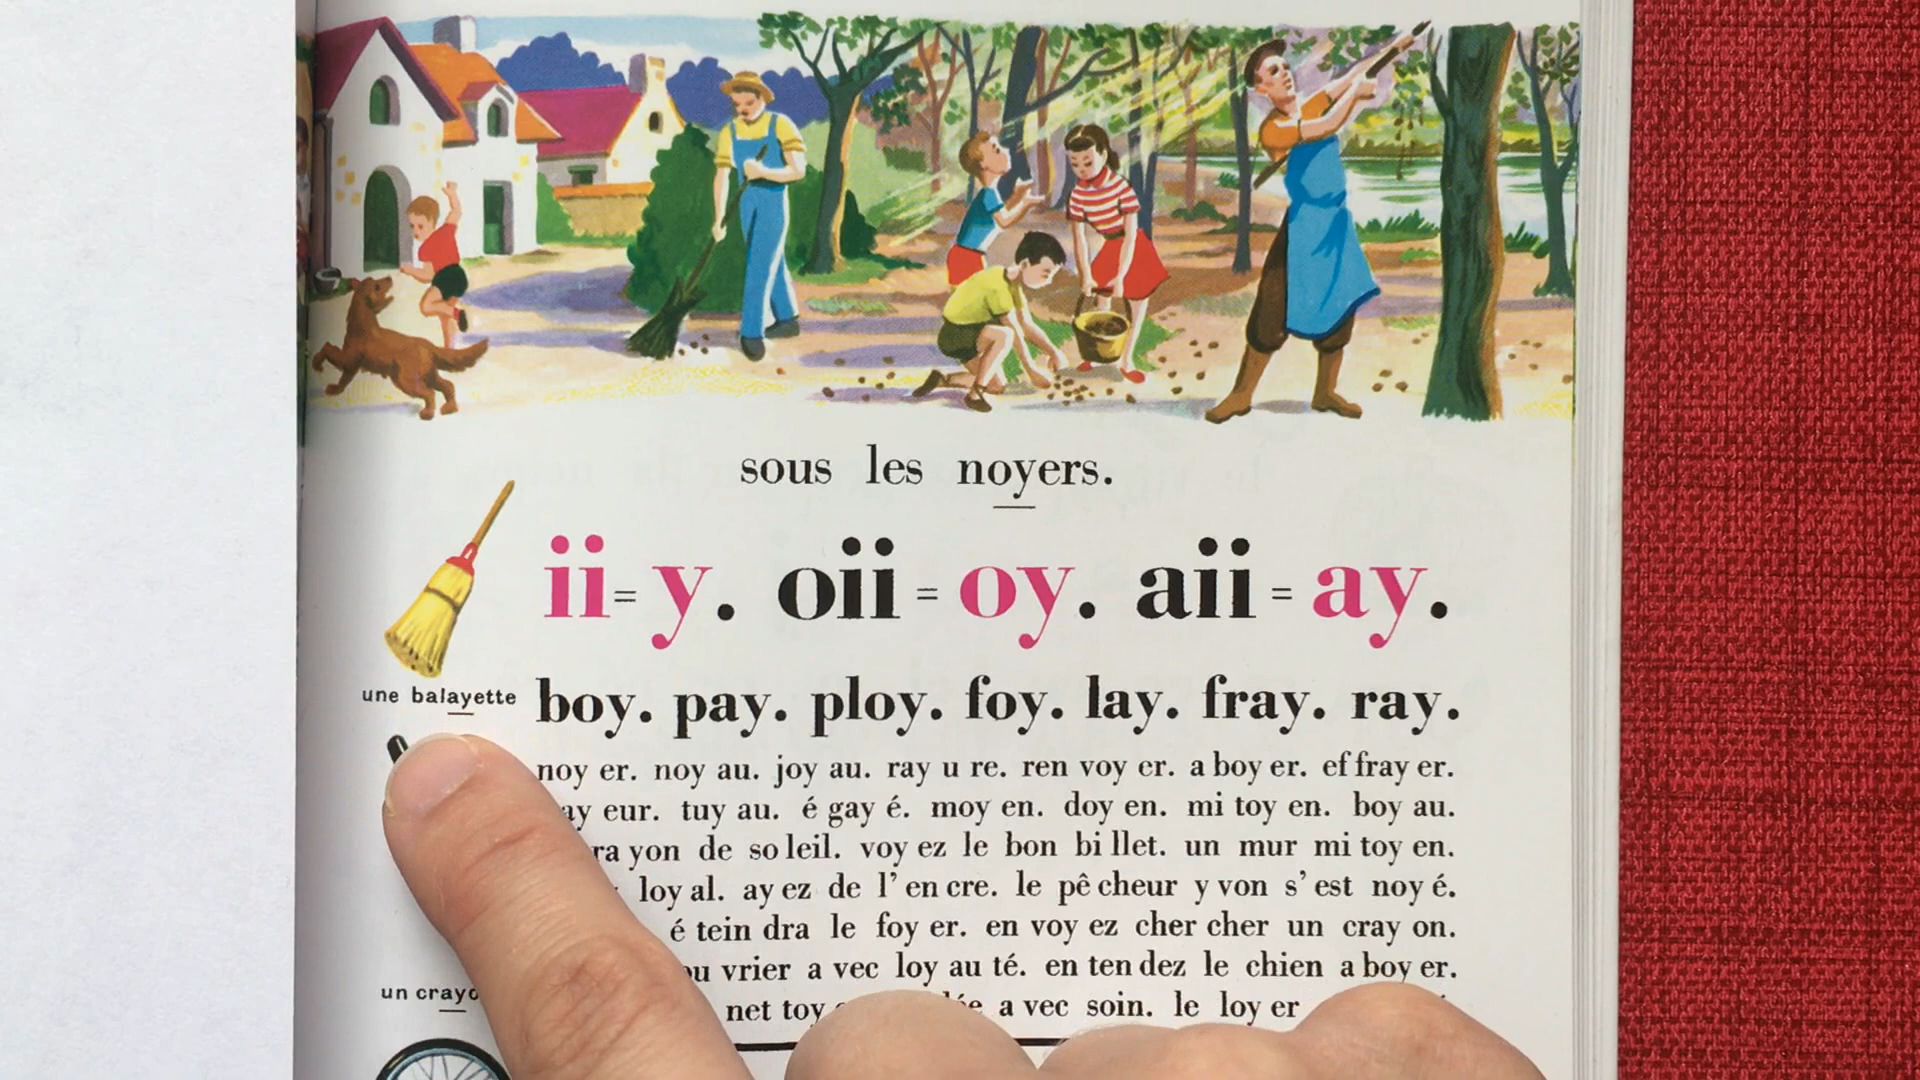 sous les noyers.
ii = y. oii = oy. aii = ay.
une balayette
boy. pay. ploy. foy. lay. fray. ray.
noy er. noy au. joy au. ray u re. ren voy er. a boy er. ef fray er.
ay eur. tuy au. é gay é. moy en. doy en. mi toy en. boy au.
ra yon de so leil. voy ez le bon bi llet. un mur mi toy en.
loy al. ay ez de l' en cre. le pê cheur y von s' est noy é.
é tein dra le foy er. en voy ez cher cher un cray on.
vrier a vec loy au té. en ten dez le chien a boy er.
un
net toy a vec soin. le loy er